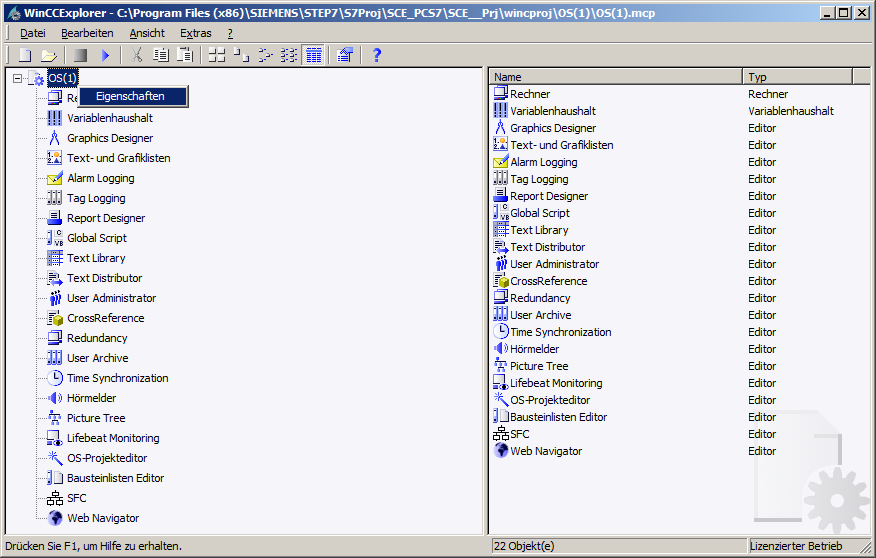 WinCCExplorer - C:\Program Files (x86)\SIEMENS\STEP7\S7Proj\SCE_PCS7\SCE__Prj\wincproj\OS(1)\OS(1).mcp
Datei Bearbeiten Ansicht Extras ?
OS(1)
Eigenschaften
Variablenhaushalt
Graphics Designer
Text- und Grafiklisten
Alarm Logging
Tag Logging
Report Designer
Global Script
Text Library
Text Distributor
User Administrator
CrossReference
Redundancy
User Archive
Time Synchronization
Hörmelder
Picture Tree
Lifebeat Monitoring
OS-Projekteditor
Bausteinlisten Editor
SFC
Web Navigator
Name Typ
Rechner Rechner
Variablenhaushalt Variablenhaushalt
Graphics Designer Editor
Text- und Grafiklisten Editor
Alarm Logging Editor
Tag Logging Editor
Report Designer Editor
Global Script Editor
Text Library Editor
Text Distributor Editor
User Administrator Editor
CrossReference Editor
Redundancy Editor
User Archive Editor
Time Synchronization Editor
Hörmelder Editor
Picture Tree Editor
Lifebeat Monitoring Editor
OS-Projekteditor Editor
Bausteinlisten Editor Editor
SFC Editor
Web Navigator Editor
Drücken Sie F1, um Hilfe zu erhalten. 22 Objekt(e) Lizenzierter Betrieb